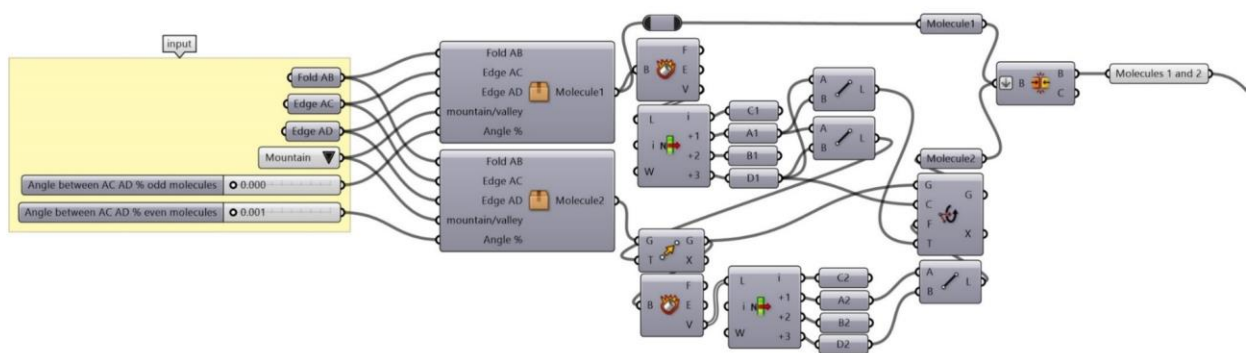 input
Fold AB
Edge AC
Edge AD
Mountain
Angle between AC AD % odd molecules 0.000
Angle between AC AD % even molecules 0.001
Fold AB
Edge AC
Edge AD
mountain/valley
Angle %
Molecule1
Fold AB
Edge AC
Edge AD
mountain/valley
Angle %
Molecule2
B
F
E
V
L
i
W
N
i
+1
+2
+3
C1
A1
B1
D1
A
B
L
A
B
L
G
T
G
X
B
F
E
V
L
i
W
N
i
+1
+2
+3
C2
A2
B2
D2
A
B
L
Molecule1
Molecule2
G
C
F
T
G
X
B
B
C
Molecules 1 and 2